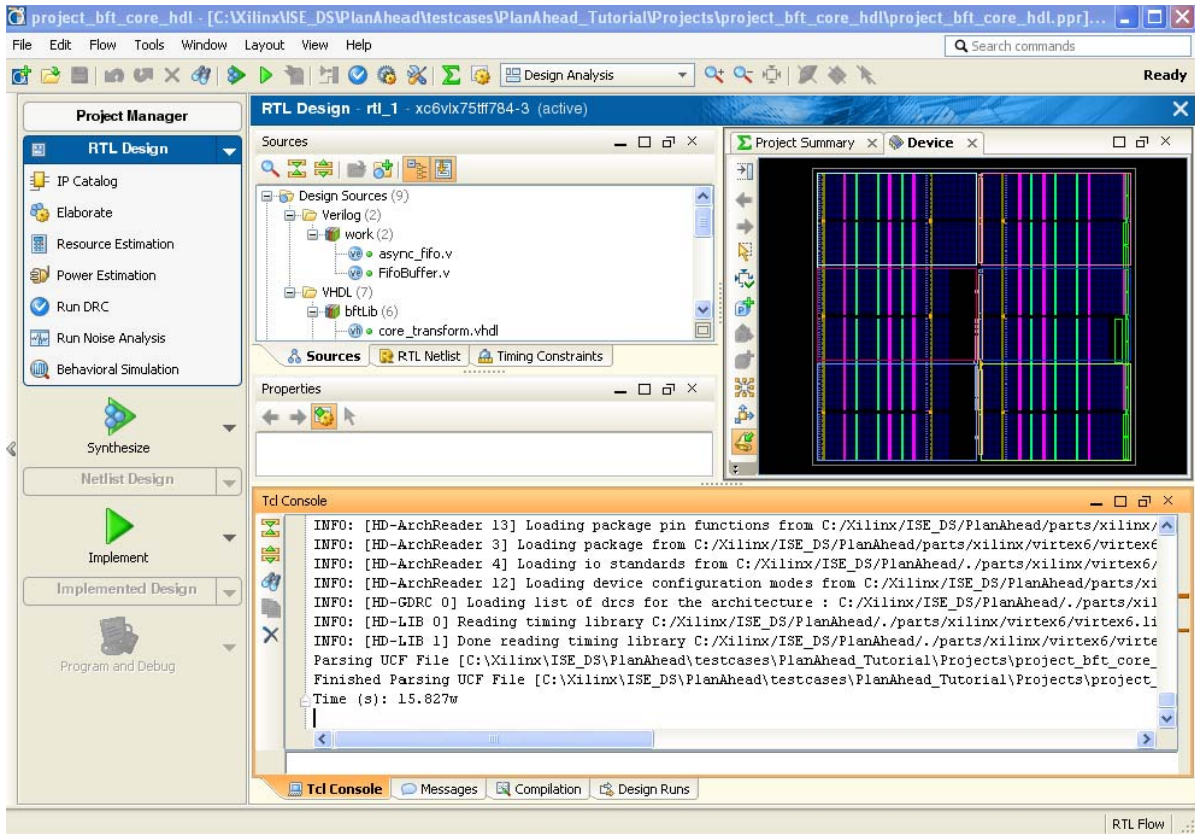 project_bft_core_hdl - [C:\Xilinx\ISE_DS\PlanAhead\testcases\PlanAhead_Tutorial\Projects\project_bft_core_hdl\project_bft_core_hdl.ppr]...
File Edit Flow Tools Window Layout View Help
Search commands
Design Analysis
Ready
Project Manager
RTL Design
IP Catalog
Elaborate
Resource Estimation
Power Estimation
Run DRC
Run Noise Analysis
Behavioral Simulation
Synthesize
Netlist Design
Implement
Implemented Design
Program and Debug
RTL Design - rtl_1 - xc6vlx75tff784-3 (active)
Sources
Design Sources (9)
Verilog (2)
work (2)
async_fifo.v
FifoBuffer.v
VHDL (7)
bftLib (6)
core_transform.vhdl
Sources RTL Netlist Timing Constraints
Properties
Project Summary Device
Tcl Console
INFO: [HD-ArchReader 13] Loading package pin functions from C:/Xilinx/ISE_DS/PlanAhead/parts/xilinx/
INFO: [HD-ArchReader 3] Loading package from C:/Xilinx/ISE_DS/PlanAhead/parts/xilinx/virtex6/virtex6
INFO: [HD-ArchReader 4] Loading io standards from C:/Xilinx/ISE_DS/PlanAhead/./parts/xilinx/virtex6/
INFO: [HD-ArchReader 12] Loading device configuration modes from C:/Xilinx/ISE_DS/PlanAhead/parts/xi
INFO: [HD-GDRC 0] Loading list of drcs for the architecture : C:/Xilinx/ISE_DS/PlanAhead/./parts/xil
INFO: [HD-LIB 0] Reading timing library C:/Xilinx/ISE_DS/PlanAhead/./parts/xilinx/virtex6/virtex6.li
INFO: [HD-LIB 1] Done reading timing library C:/Xilinx/ISE_DS/PlanAhead/./parts/xilinx/virtex6/virte
Parsing UCF File [C:\Xilinx\ISE_DS\PlanAhead\testcases\PlanAhead_Tutorial\Projects\project_bft_core_
Finished Parsing UCF File [C:\Xilinx\ISE_DS\PlanAhead\testcases\PlanAhead_Tutorial\Projects\project_
Time (s): 15.827w
Tcl Console Messages Compilation Design Runs
RTL Flow